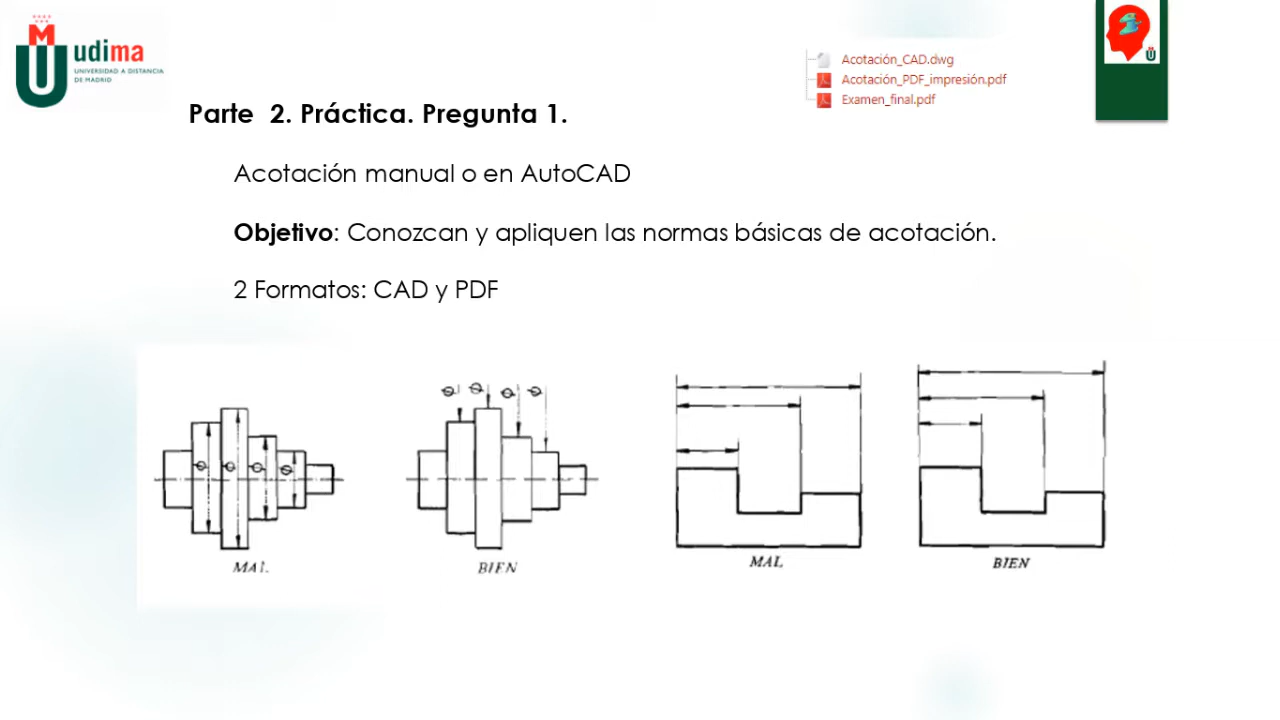 udima
UNIVERSIDAD A DISTANCIA
DE MADRID
Acotación_CAD.dwg
Acotación_PDF_impresión.pdf
Examen_final.pdf
Parte 2. Práctica. Pregunta 1.
Acotación manual o en AutoCAD
Objetivo: Conozcan y apliquen las normas básicas de acotación.
2 Formatos: CAD y PDF
MAL
BIEN
MAL
BIEN